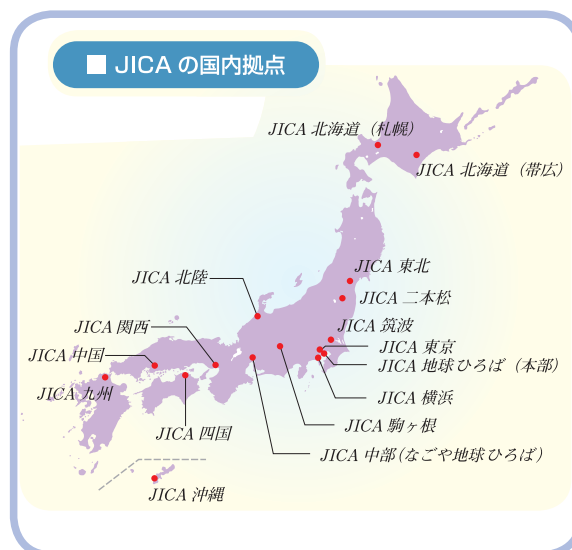 ■ JICA の国内拠点
JICA 北海道（札幌）
JICA 北海道（帯広）
JICA 東北
JICA 北陸
JICA 二本松
JICA 関西
JICA 筑波
JICA 東京
JICA 中国
JICA 地球ひろば（本部）
JICA 九州
JICA 横浜
JICA 駒ヶ根
JICA 四国
JICA 中部（なごや地球ひろば）
JICA 沖縄